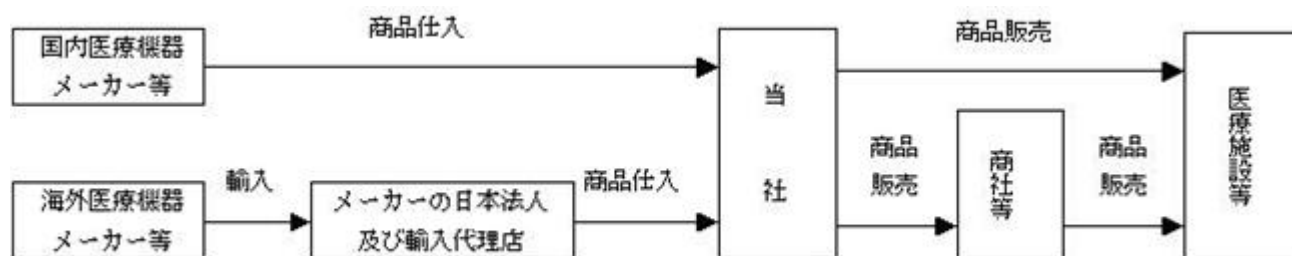 商品仕入
商品販売
国内医療機器
メーカー等
当社
医療施設等
商品
販売
商社等
商品
販売
海外医療機器
メーカー等
輸入
メーカーの日本法人
及び輸入代理店
商品仕入